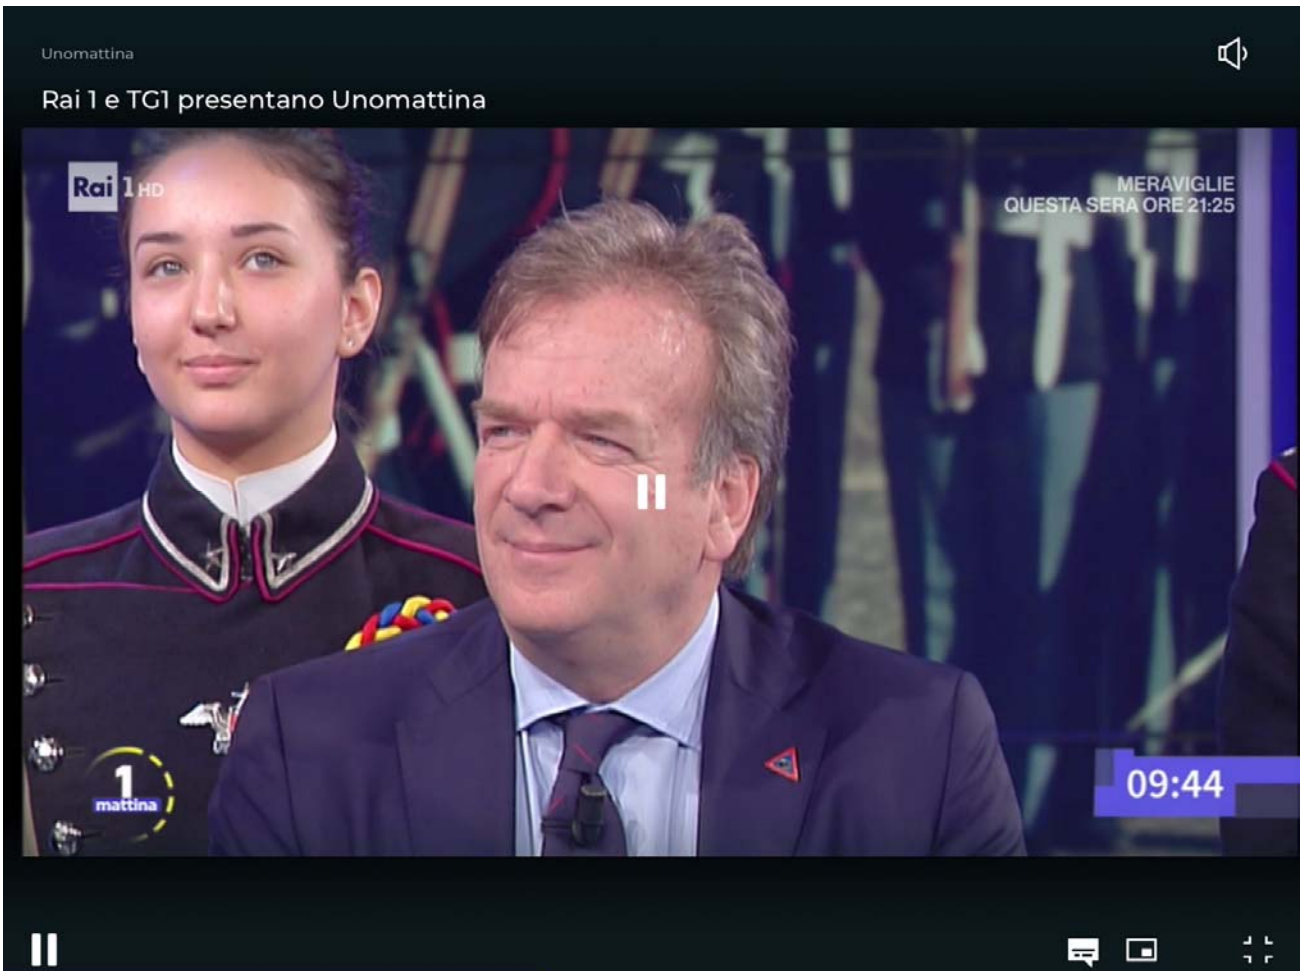 Unomattina
Rai 1 e TG1 presentano Unomattina
Rai 1 HD
MERAVIGLIE
QUESTA SERA ORE 21:25
1
mattina
09:44